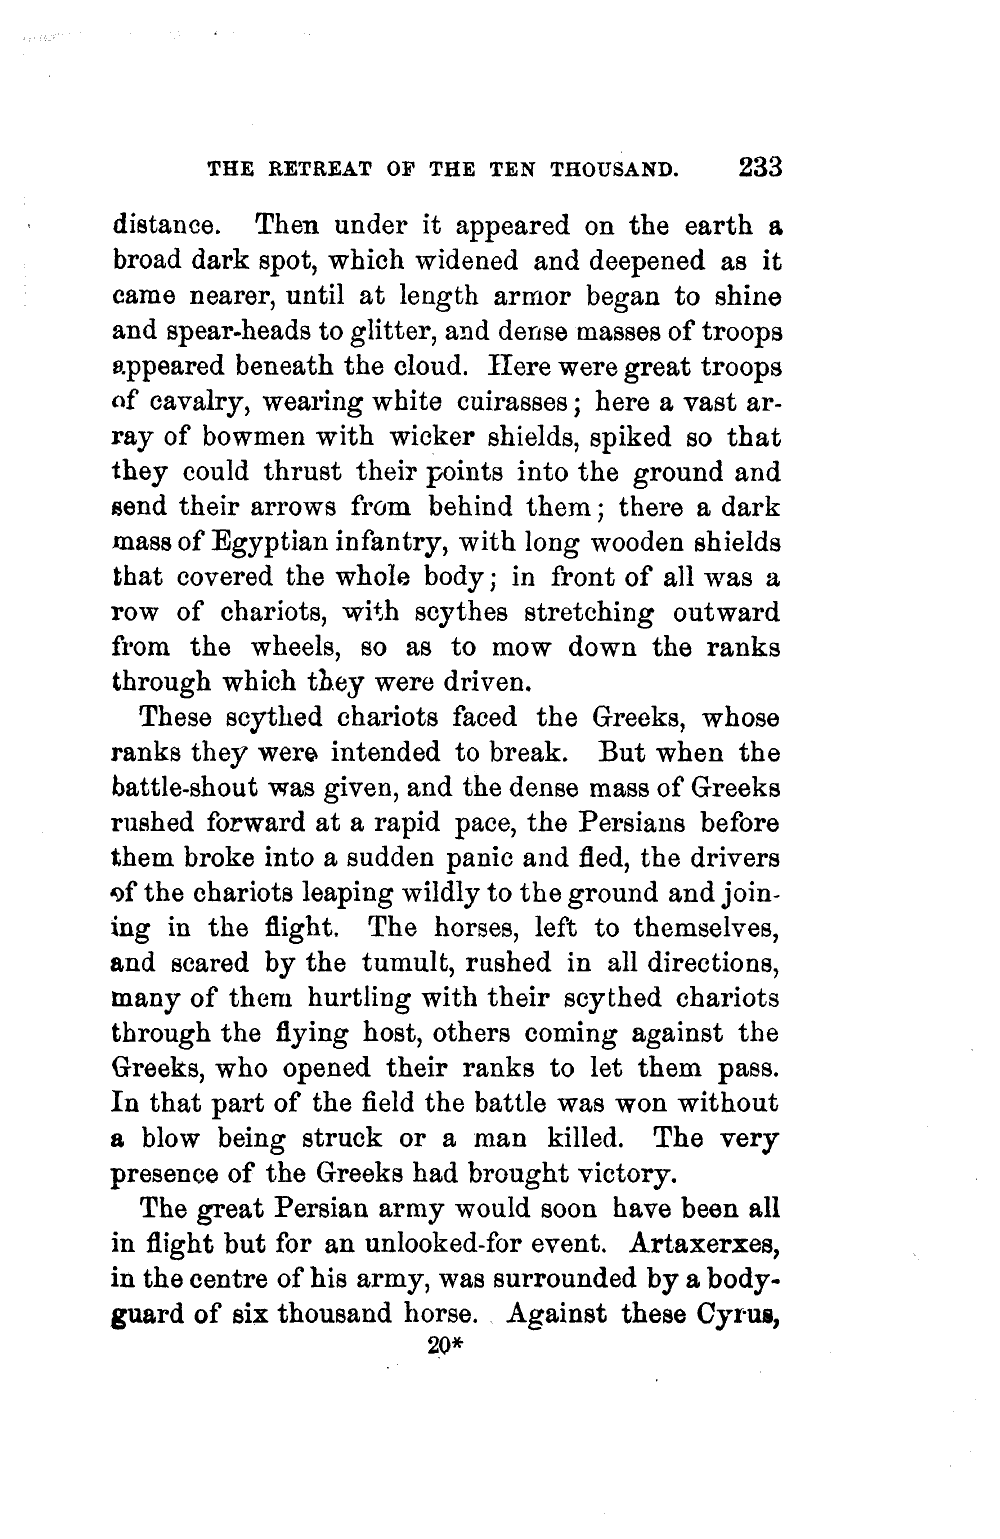 THE RETREAT OF THE TEN THOUSAND. 233
distance. Then under it appeared on the earth a
broad dark spot, which widened and deepened as it
came nearer, until at length armor began to shine
and spear-heads to glitter, and dense masses of troops
appeared beneath the cloud. Here were great troops
of cavalry, wearing white cuirasses; here a vast ar-
ray of bowmen with wicker shields, spiked so that
they could thrust their points into the ground and
send their arrows from behind them; there a dark
mass of Egyptian infantry, with long wooden shields
that covered the whole body; in front of all was a
row of chariots, with scythes stretching outward
from the wheels, so as to mow down the ranks
through which they were driven.
These scythed chariots faced the Greeks, whose
ranks they were intended to break. But when the
battle-shout was given, and the dense mass of Greeks
rushed forward at a rapid pace, the Persians before
them broke into a sudden panic and fled, the drivers
of the chariots leaping wildly to the ground and join-
ing in the flight. The horses, left to themselves,
and scared by the tumult, rushed in all directions,
many of them hurtling with their scythed chariots
through the flying host, others coming against the
Greeks, who opened their ranks to let them pass.
In that part of the field the battle was won without
a blow being struck or a man killed. The very
presence of the Greeks had brought victory.
The great Persian army would soon have been all
in flight but for an unlooked-for event. Artaxerxes,
in the centre of his army, was surrounded by a body-
guard of six thousand horse. Against these Cyrus,
20*